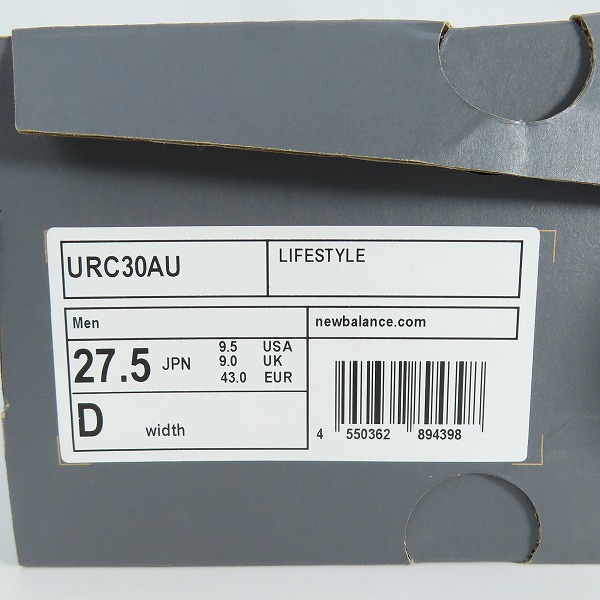 URC30AU
LIFESTYLE
Men
newbalance.com
27.5 JPN
9.5 USA
9.0 UK
43.0 EUR
D width
4 550362 894398